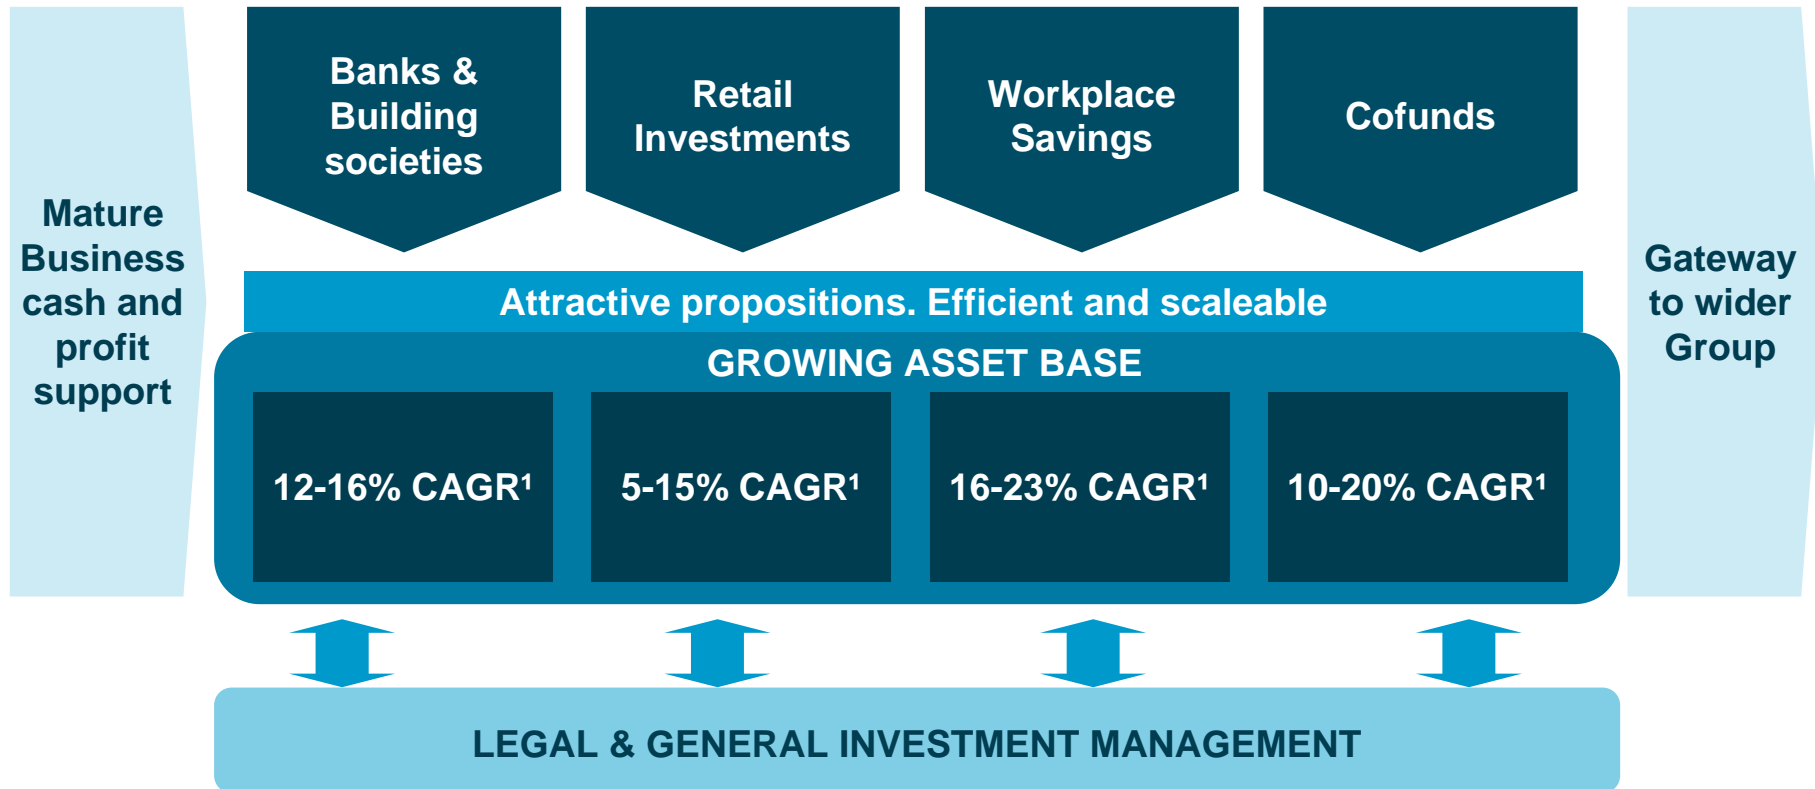 Mature
Business
cash and
profit
support
Banks &
Building
societies
Retail
Investments
Workplace
Savings
Cofunds
Attractive propositions. Efficient and scaleable
GROWING ASSET BASE
12-16% CAGR¹
5-15% CAGR¹
16-23% CAGR¹
10-20% CAGR¹
Gateway
to wider
Group
LEGAL & GENERAL INVESTMENT MANAGEMENT